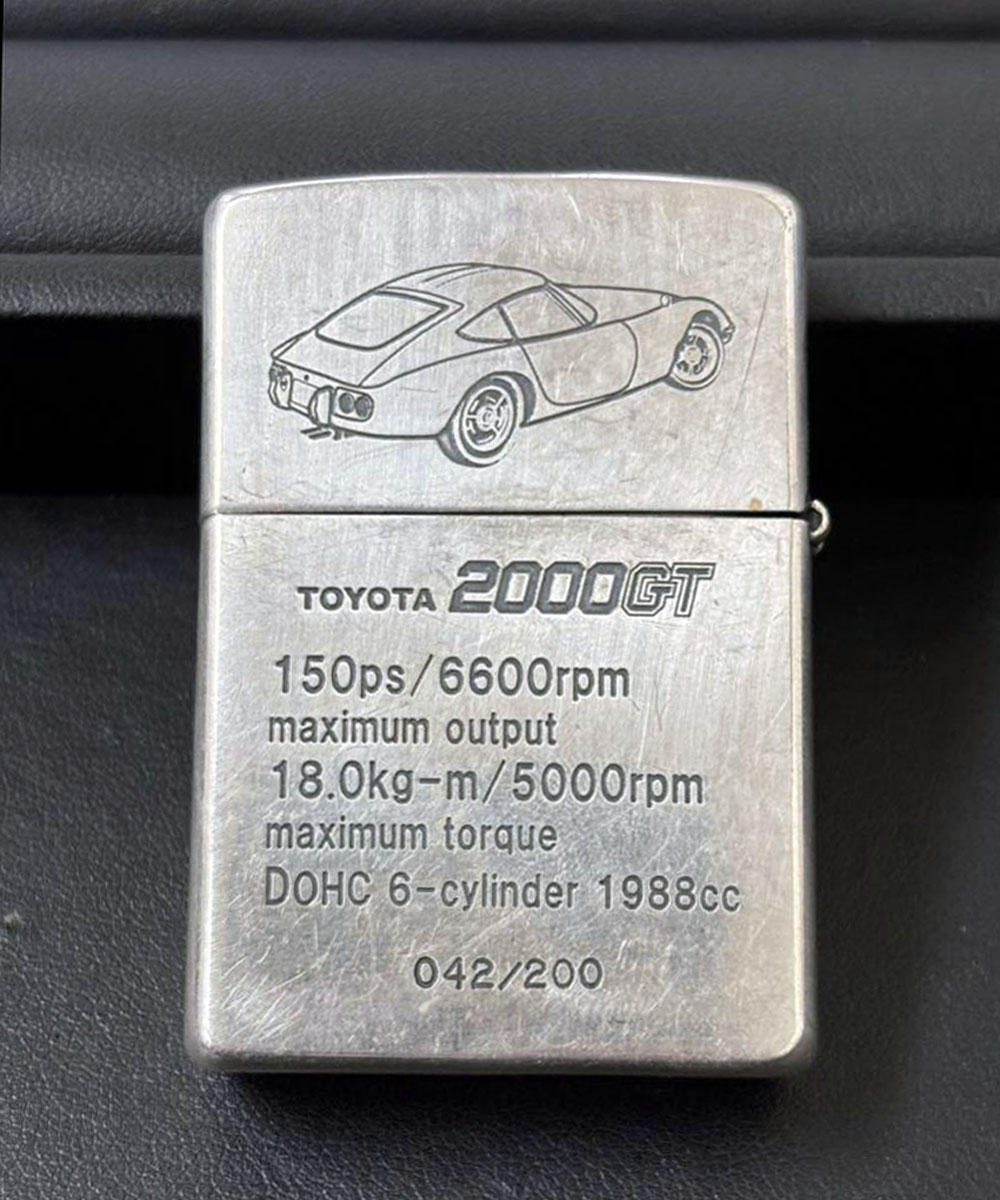 TOYOTA 2000GT
150ps/6600rpm
maximum output
18.0kg-m/5000rpm
maximum torque
DOHC 6-cylinder 1988cc
042/200